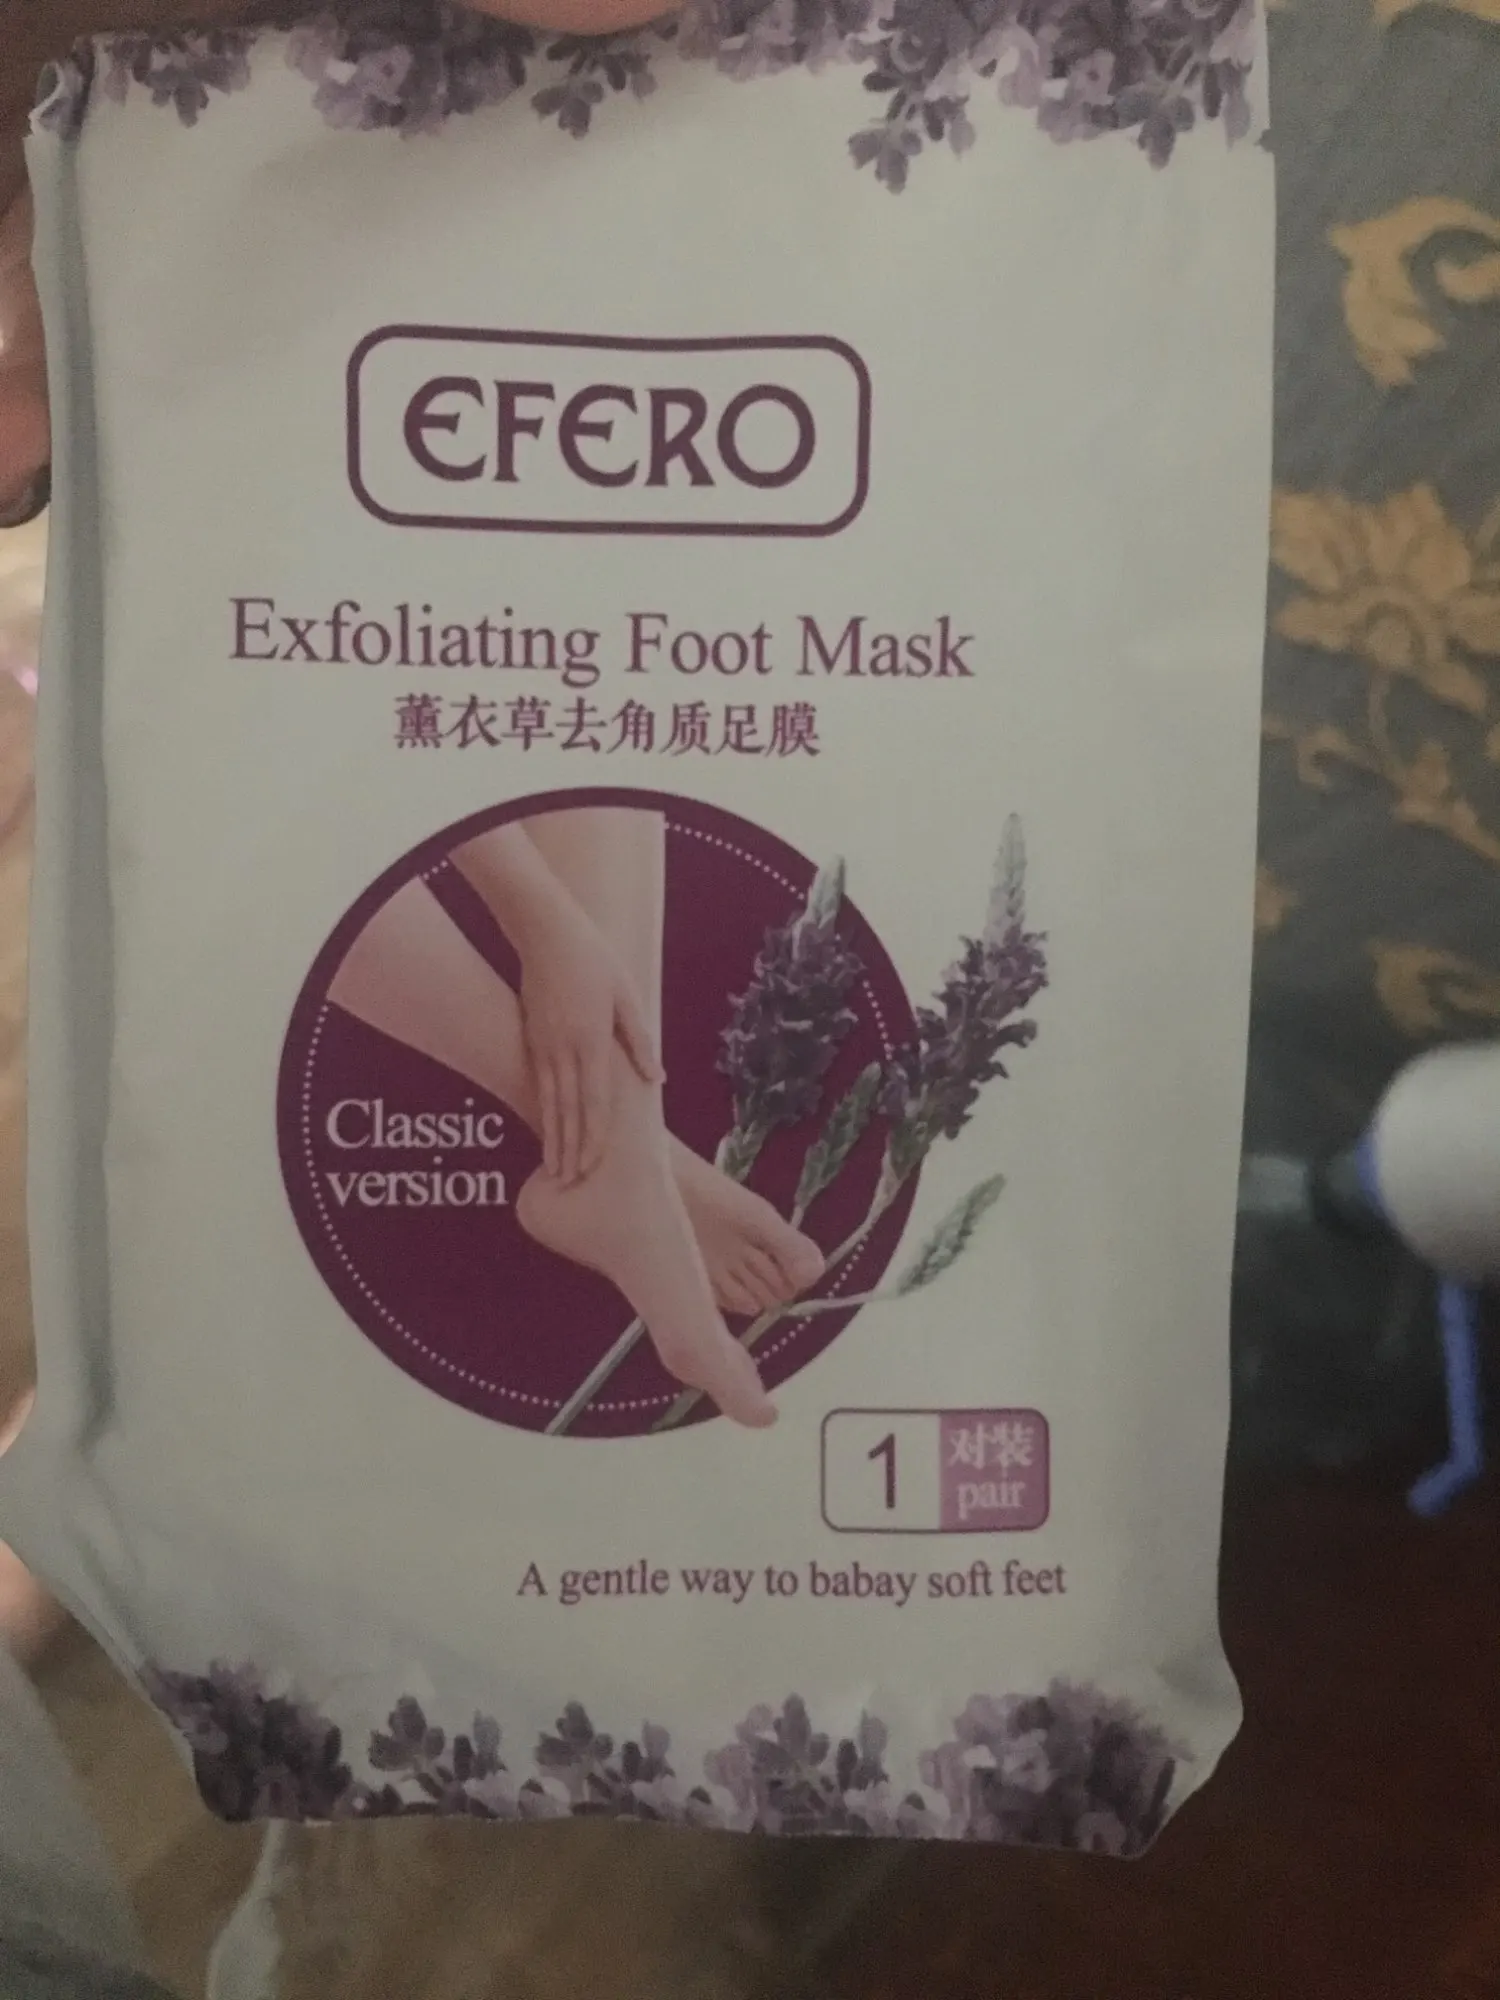 EFERO
Exfoliating Foot Mask
薰衣草去角质足膜
Classic
version
1 对装
pair
A gentle way to babay soft feet